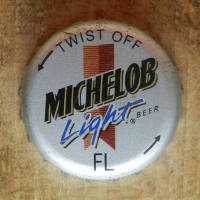 TWIST OFF
MICHELOB
Light ® BEER
FL